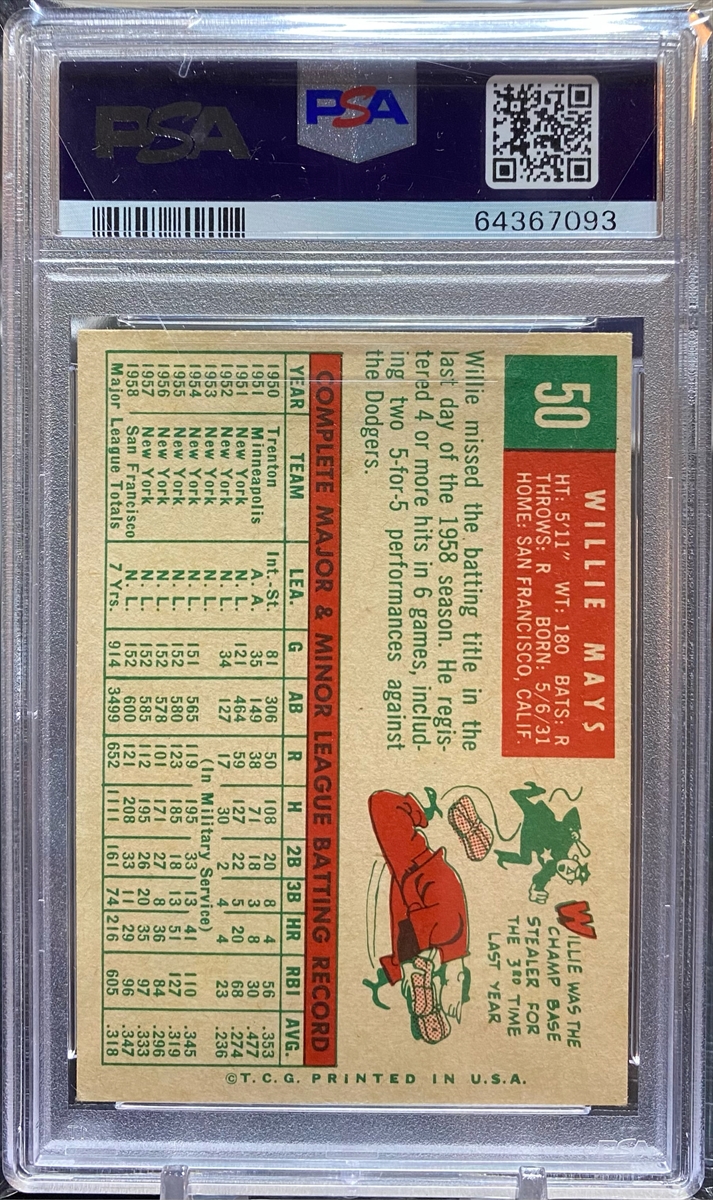 PSA
PSA
64367093
50
WILLIE MAYS
HT: 5'11" WT: 180 BATS: R
THROWS: R BORN: 5/6/31
HOME: SAN FRANCISCO, CALIF.
Willie missed the batting title in the
last day of the 1958 season. He regis-
tered 4 or more hits in 6 games, includ-
ing two 5-for-5 performances against
the Dodgers.
WILLIE WAS THE
CHAMP BASE
STEALER FOR
THE 3RD TIME
LAST YEAR
COMPLETE MAJOR & MINOR LEAGUE BATTING RECORD
YEAR TEAM LEA. G AB R H 2B 3B HR RBI AVG.
1950 Trenton Int.-St. 81 306 50 108 20 8 4 56 .353
1951 Minneapolis A. A. 35 149 38 71 18 3 8 30 .477
1951 New York N. L. 121 464 59 127 22 5 20 68 .274
1952 New York N. L. 34 127 17 30 2 4 4 23 .236
1953 New York N. L. (In Military Service)
1954 New York N. L. 151 565 119 195 33 13 41 110 .345
1955 New York N. L. 152 580 123 185 18 13 51 127 .319
1956 New York N. L. 152 578 101 171 27 8 36 84 .296
1957 New York N. L. 152 585 112 195 26 20 35 97 .333
1958 San Francisco N. L. 152 600 121 208 33 11 29 96 .347
Major League Totals 7 Yrs. 914 3499 652 1111 161 74 216 605 .318
©T.C.G. PRINTED IN U.S.A.
PSA